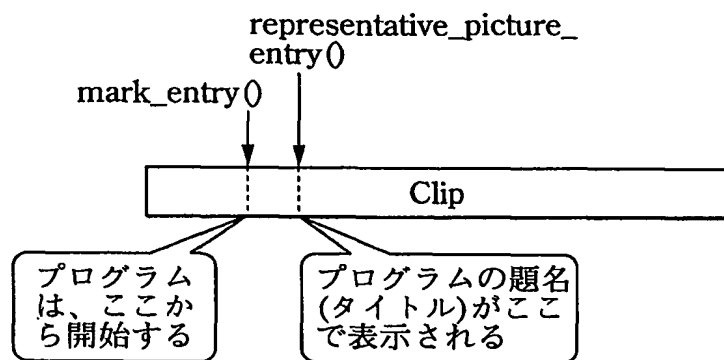 representative_picture_
entry()
mark_entry()
Clip
プログラム
は、ここか
ら開始する
プログラムの題名
(タイトル)がここ
で表示される